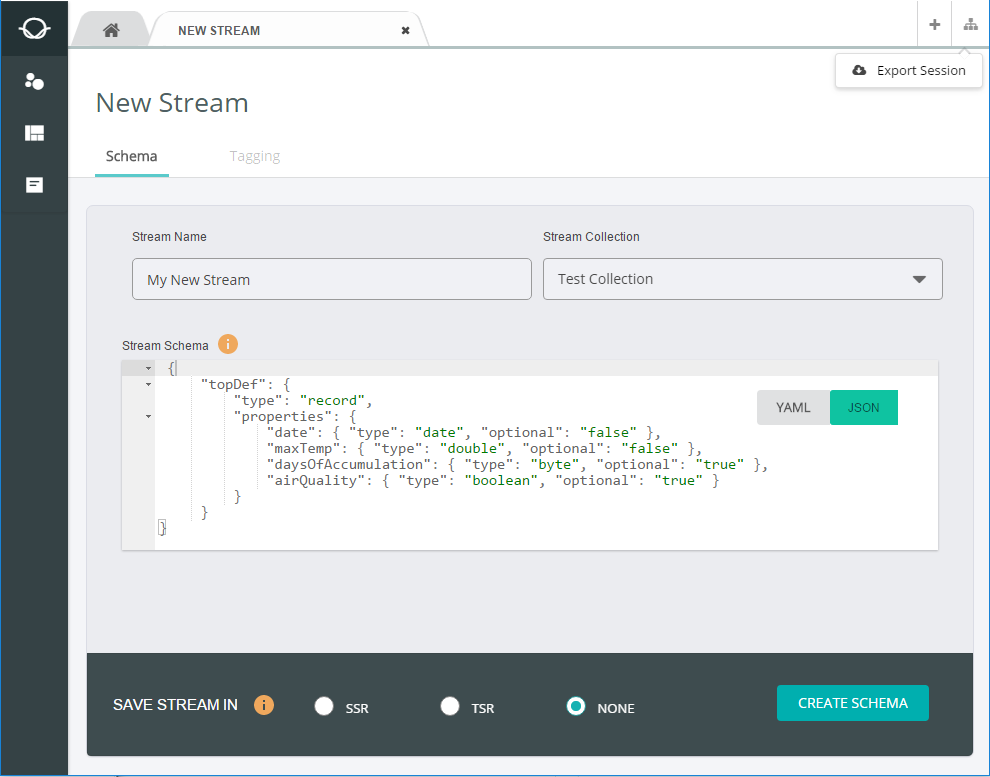 NEW STREAM
Export Session
New Stream
Schema
Tagging
Stream Name
Stream Collection
My New Stream
Test Collection
Stream Schema
{
"topDef": {
"type": "record",
"properties": {
"date": { "type": "date", "optional": "false" },
"maxTemp": { "type": "double", "optional": "false" },
"daysOfAccumulation": { "type": "byte", "optional": "true" },
"airQuality": { "type": "boolean", "optional": "true" }
}
}
}
YAML
JSON
SAVE STREAM IN
SSR
TSR
NONE
CREATE SCHEMA